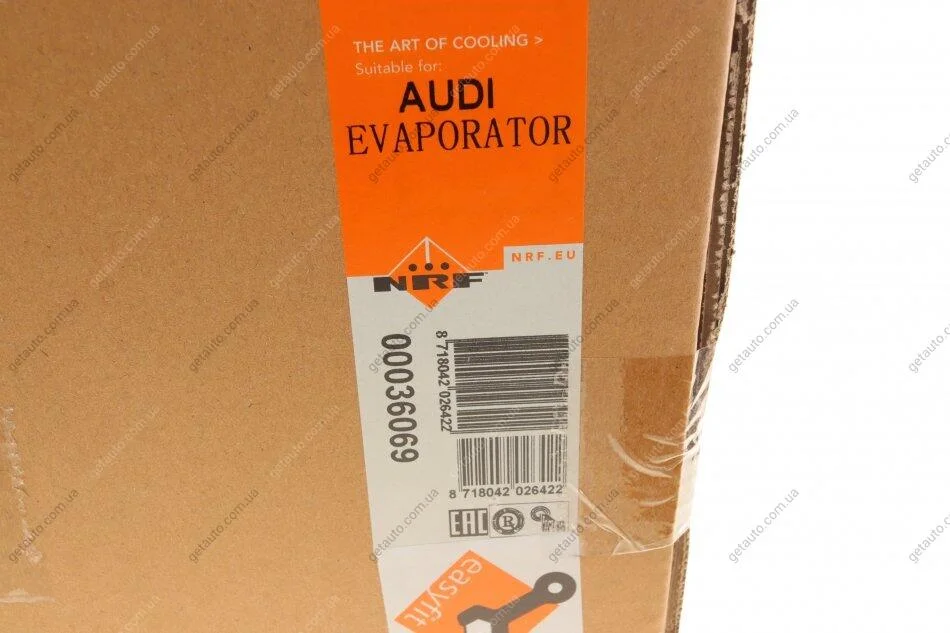 THE ART OF COOLING >
Suitable for:
AUDI
EVAPORATOR
NRF.EU
NRF
00036069
8 718042 026422
8 718042 026422
EAC
R
easyfit
getauto.com.ua